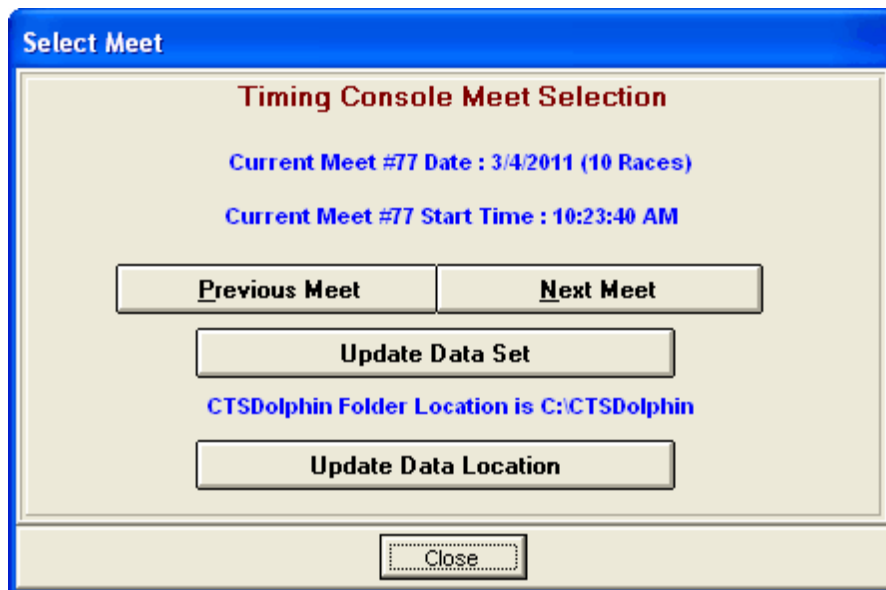 Select Meet
Timing Console Meet Selection
Current Meet #77 Date : 3/4/2011 (10 Races)
Current Meet #77 Start Time : 10:23:40 AM
Previous Meet Next Meet
Update Data Set
CTSDolphin Folder Location is C:\CTSDolphin
Update Data Location
Close